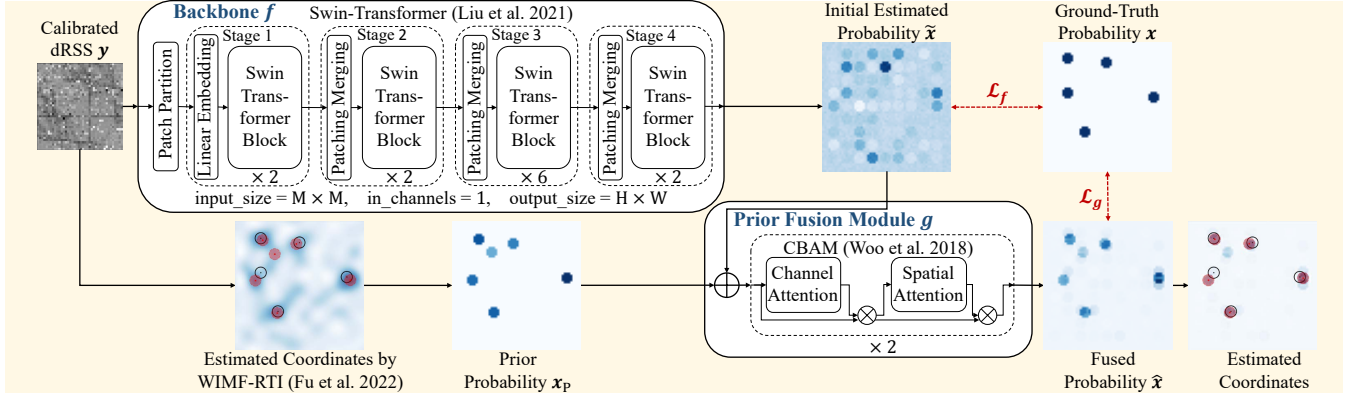 Calibrated
dRSS y
Backbone f
Swin-Transformer (Liu et al. 2021)
Patch Partition
Stage 1
Linear Embedding
Swin
Trans-
former
Block
× 2
Stage 2
Patching Merging
Swin
Trans-
former
Block
× 2
Stage 3
Patching Merging
Swin
Trans-
former
Block
× 6
Stage 4
Patching Merging
Swin
Trans-
former
Block
× 2
input_size = M × M, in_channels = 1, output_size = H × W
Initial Estimated
Probability x̃
Ground-Truth
Probability x
ℒf
ℒg
Estimated Coordinates by
WIMF-RTI (Fu et al. 2022)
Prior
Probability xP
Prior Fusion Module g
CBAM (Woo et al. 2018)
Channel
Attention
Spatial
Attention
× 2
Fused
Probability x̂
Estimated
Coordinates